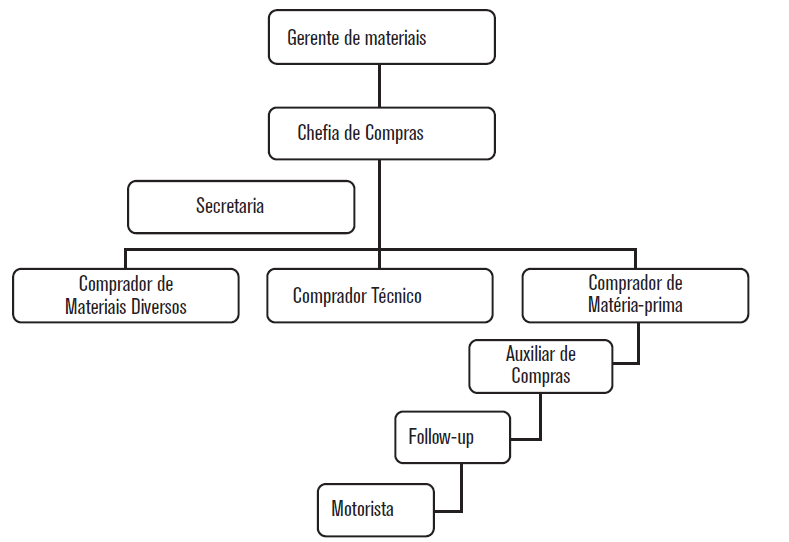 Gerente de materiais
Chefia de Compras
Secretaria
Comprador de
Materiais Diversos
Comprador Técnico
Comprador de
Matéria-prima
Auxiliar de
Compras
Follow-up
Motorista